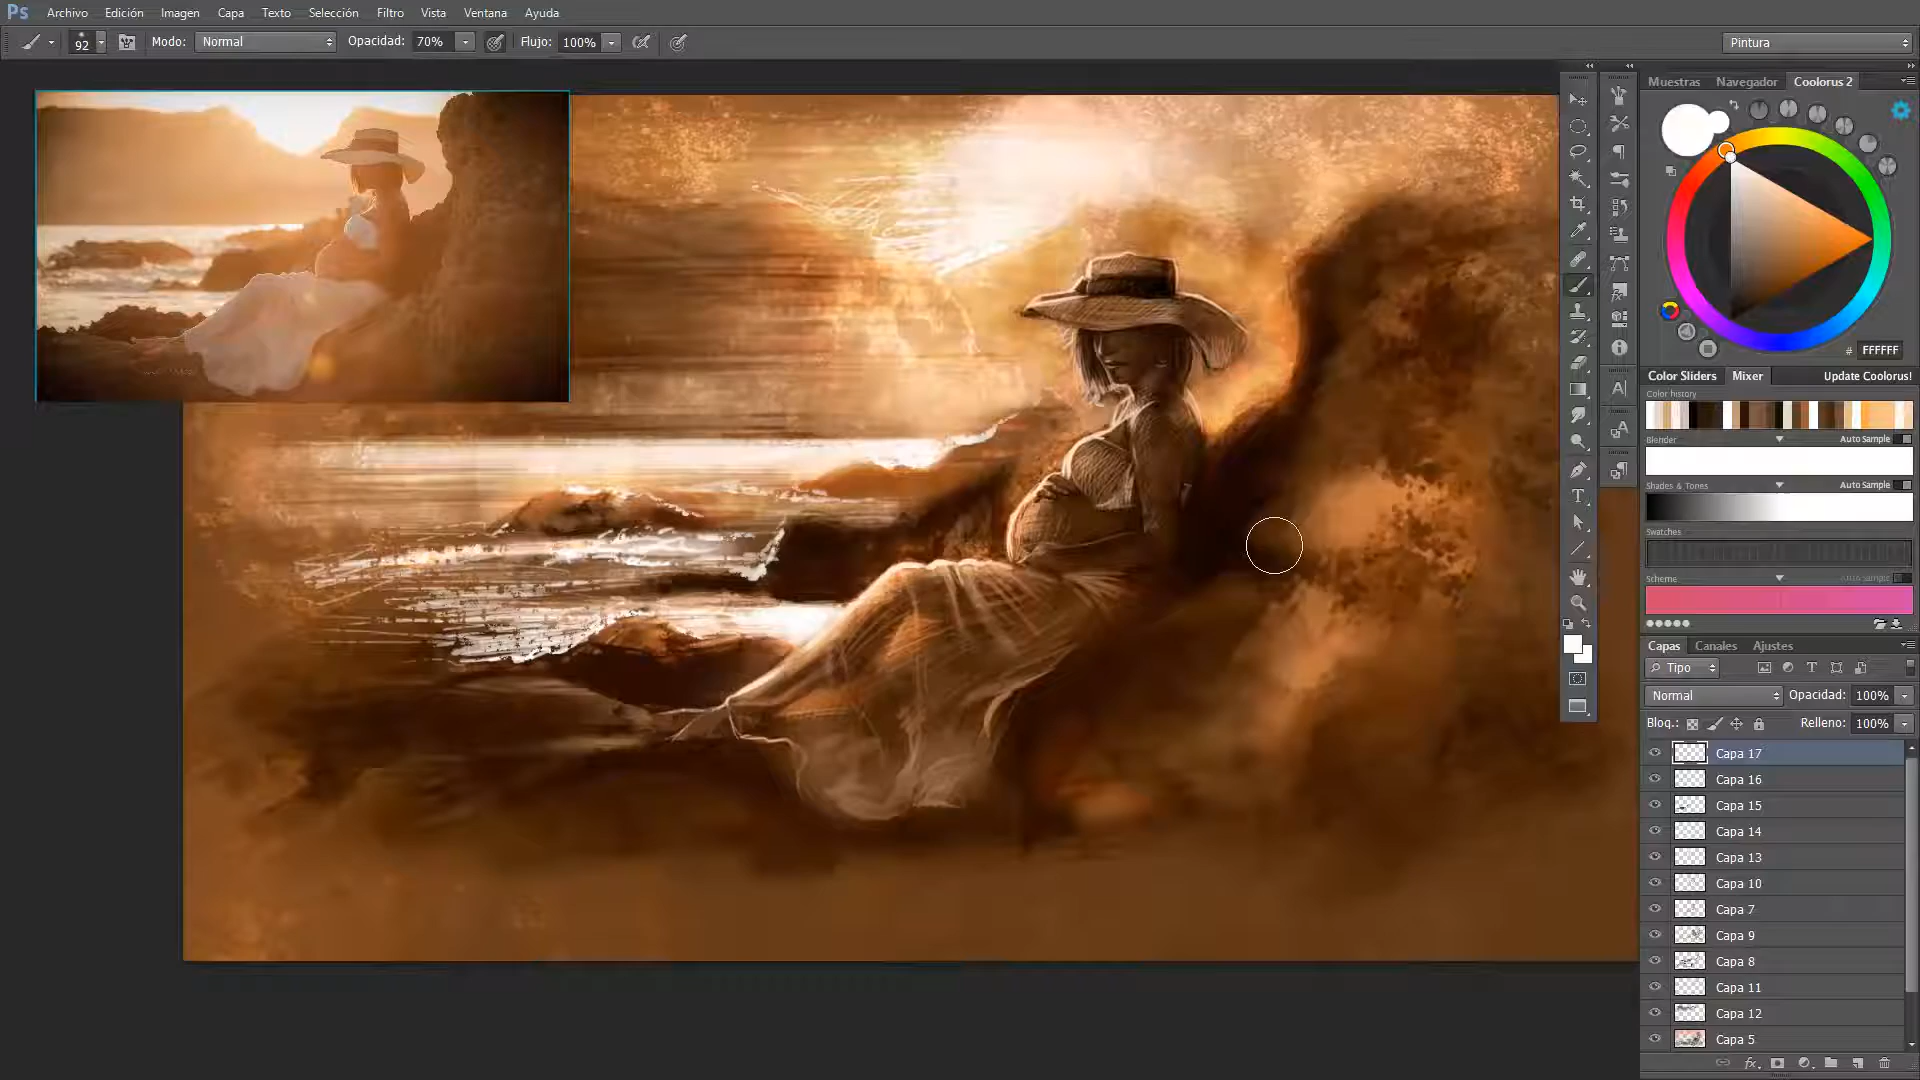 Ps Archivo Edición Imagen Capa Texto Selección Filtro Vista Ventana Ayuda
92 Modo: Normal Opacidad: 70% Flujo: 100% Pintura
Muestras Navegador Coolorus 2
# FFFFFF
Color Sliders Mixer Update Coolorus!
Color history
Blender Auto Sample
Shades & Tones Auto Sample
Swatches
Scheme Auto Sample
Capas Canales Ajustes
Tipo
Normal Opacidad: 100%
Bloq.: Relleno: 100%
Capa 17
Capa 16
Capa 15
Capa 14
Capa 13
Capa 10
Capa 7
Capa 9
Capa 8
Capa 11
Capa 12
Capa 5